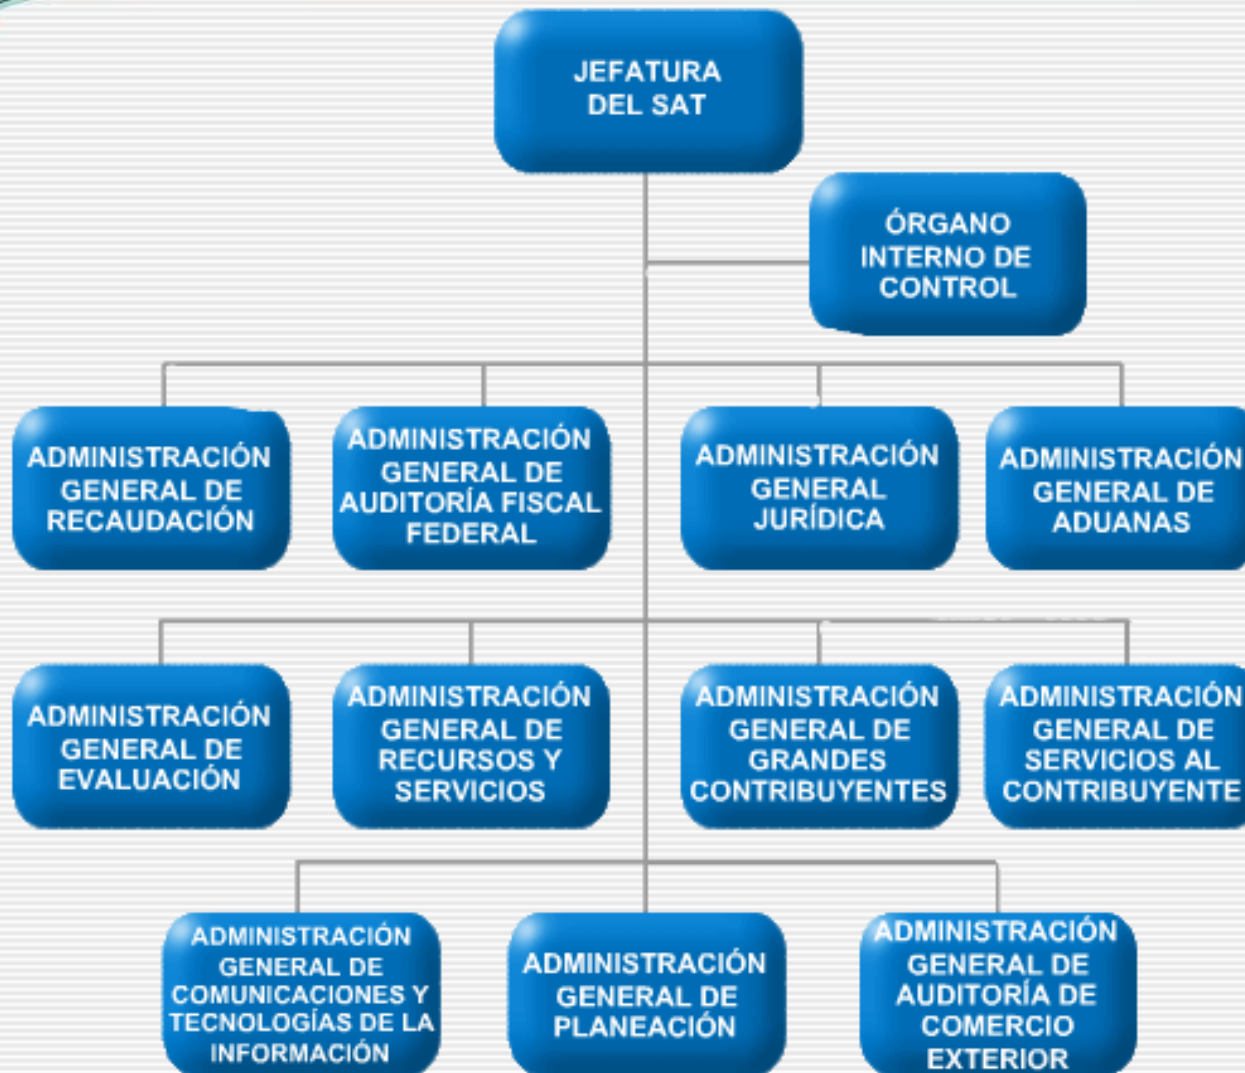 JEFATURA
DEL SAT
ÓRGANO
INTERNO DE
CONTROL
ADMINISTRACIÓN
GENERAL DE
RECAUDACIÓN
ADMINISTRACIÓN
GENERAL DE
AUDITORÍA FISCAL
FEDERAL
ADMINISTRACIÓN
GENERAL
JURÍDICA
ADMINISTRACIÓN
GENERAL DE
ADUANAS
ADMINISTRACIÓN
GENERAL DE
EVALUACIÓN
ADMINISTRACIÓN
GENERAL DE
RECURSOS Y
SERVICIOS
ADMINISTRACIÓN
GENERAL DE
GRANDES
CONTRIBUYENTES
ADMINISTRACIÓN
GENERAL DE
SERVICIOS AL
CONTRIBUYENTE
ADMINISTRACIÓN
GENERAL DE
COMUNICACIONES Y
TECNOLOGÍAS DE LA
INFORMACIÓN
ADMINISTRACIÓN
GENERAL DE
PLANEACIÓN
ADMINISTRACIÓN
GENERAL DE
AUDITORÍA DE
COMERCIO
EXTERIOR